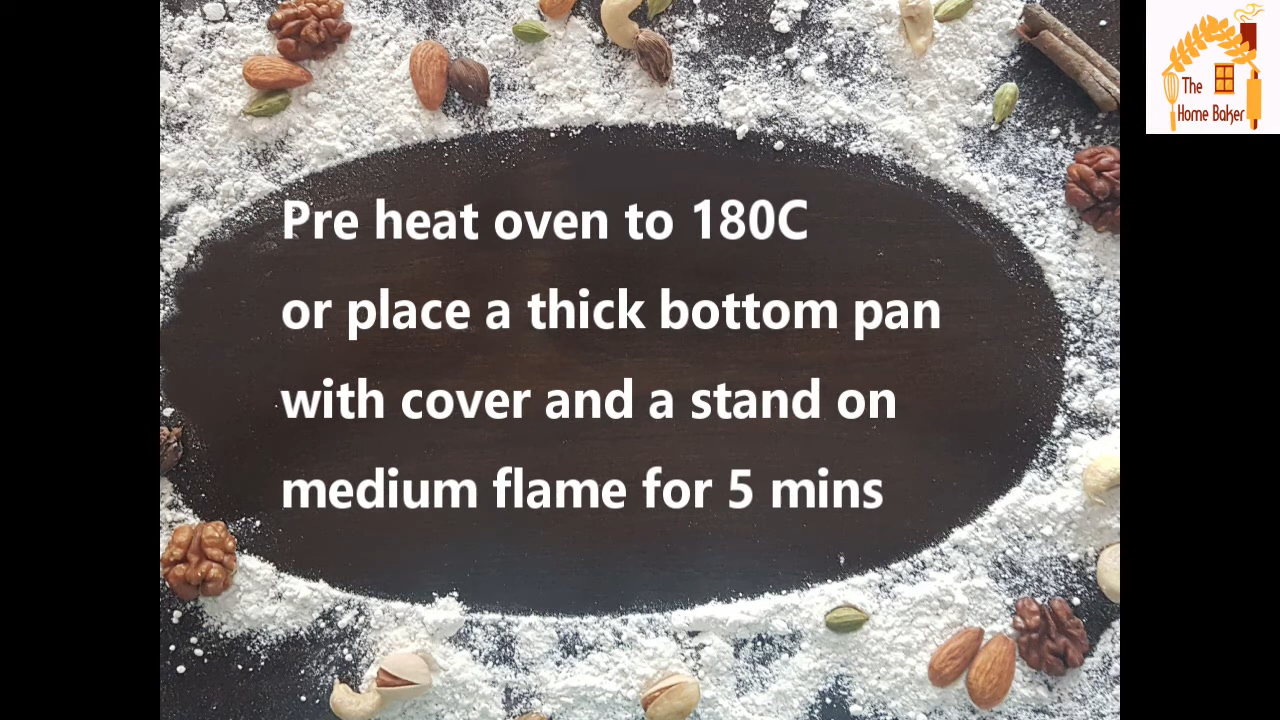 Pre heat oven to 180C
or place a thick bottom pan
with cover and a stand on
medium flame for 5 mins
The
Home Baker